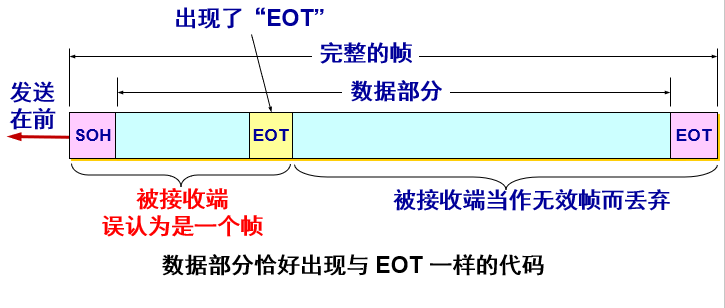 出现了“EOT”
完整的帧
发送
在前
数据部分
SOH
EOT
EOT
被接收端
误认为是一个帧
被接收端当作无效帧而丢弃
数据部分恰好出现与 EOT 一样的代码